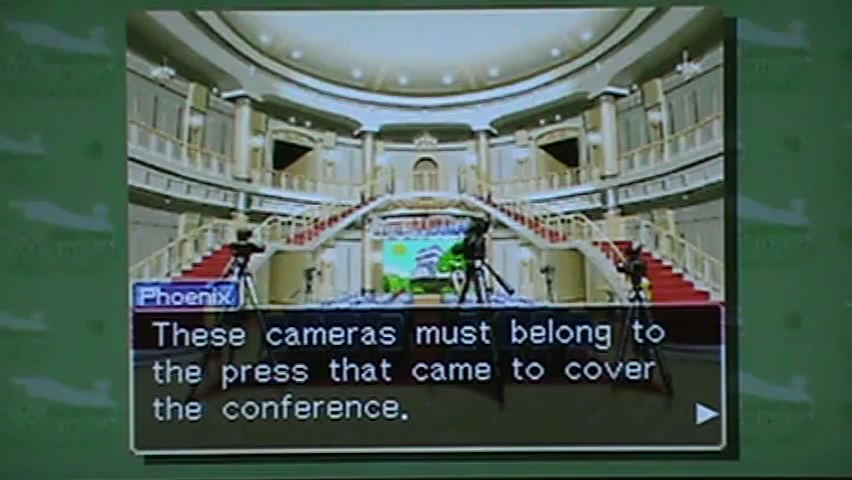 Phoenix
These cameras must belong to
the press that came to cover
the conference.